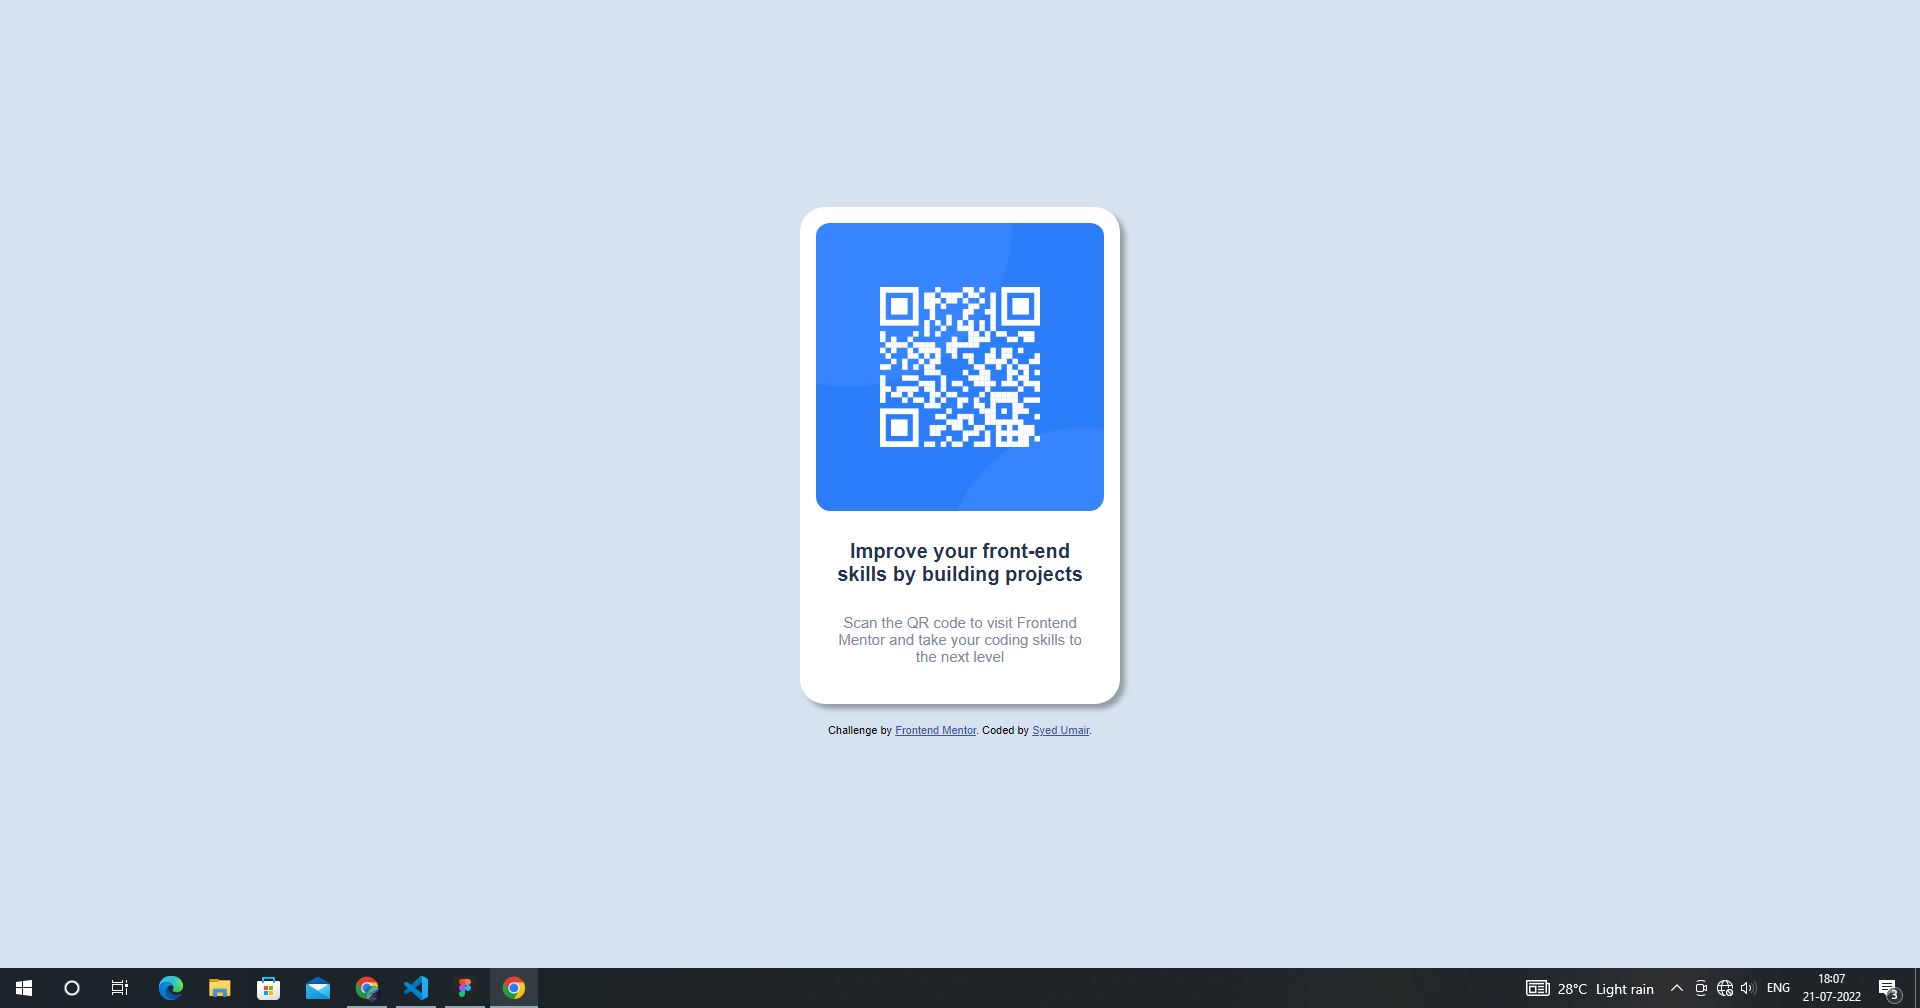 Improve your front-end
skills by building projects
Scan the QR code to visit Frontend
Mentor and take your coding skills to
the next level
Challenge by Frontend Mentor. Coded by Syed Umair.
28°C Light rain
ENG
18:07
21-07-2022
3